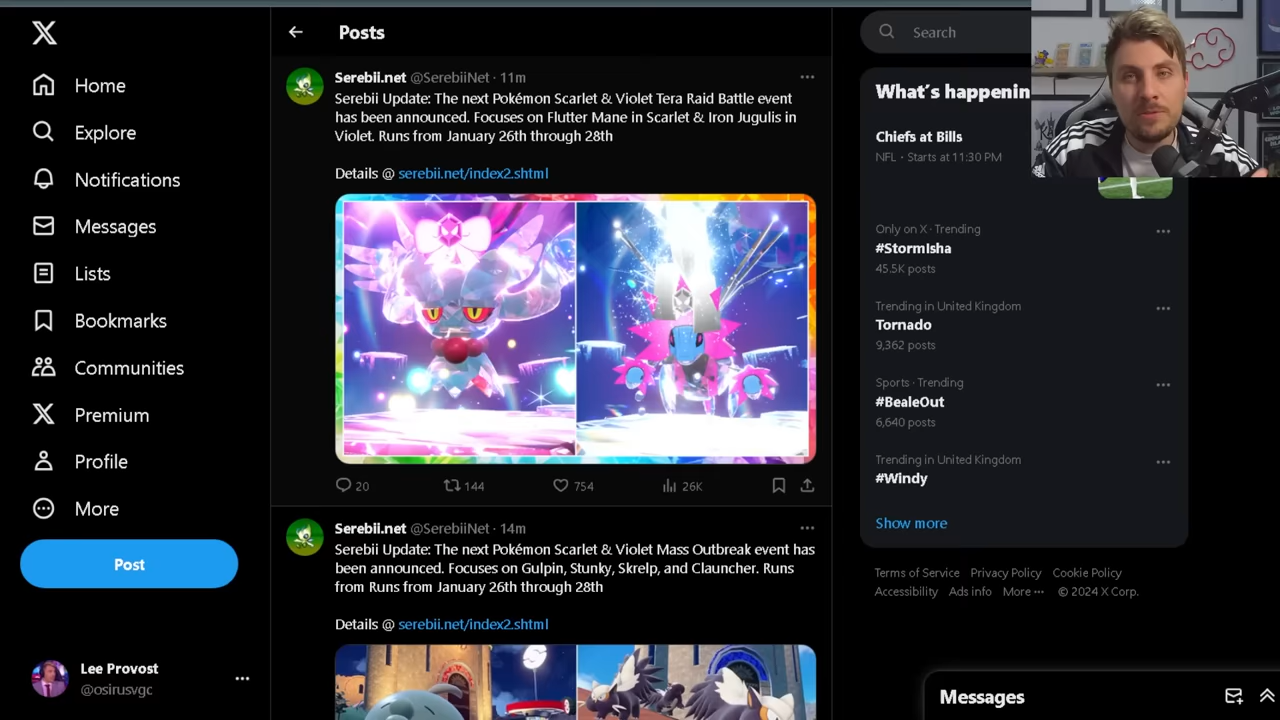 Home
Explore
Notifications
Messages
Lists
Bookmarks
Communities
Premium
Profile
More
Post
Lee Provost
@osirusvgc
Posts
Serebii.net @SerebiiNet · 11m
Serebii Update: The next Pokémon Scarlet & Violet Tera Raid Battle event
has been announced. Focuses on Flutter Mane in Scarlet & Iron Jugulis in
Violet. Runs from January 26th through 28th
Details @ serebii.net/index2.shtml
20
144
754
26K
Serebii.net @SerebiiNet · 14m
Serebii Update: The next Pokémon Scarlet & Violet Mass Outbreak event has
been announced. Focuses on Gulpin, Stunky, Skrelp, and Clauncher. Runs
from Runs from January 26th through 28th
Details @ serebii.net/index2.shtml
Search
What's happenin
Chiefs at Bills
NFL · Starts at 11:30 PM
Only on X · Trending
#StormIsha
45.5K posts
Trending in United Kingdom
Tornado
9,362 posts
Sports · Trending
#BealeOut
6,640 posts
Trending in United Kingdom
#Windy
Show more
Terms of Service Privacy Policy Cookie Policy
Accessibility Ads info More ··· © 2024 X Corp.
Messages